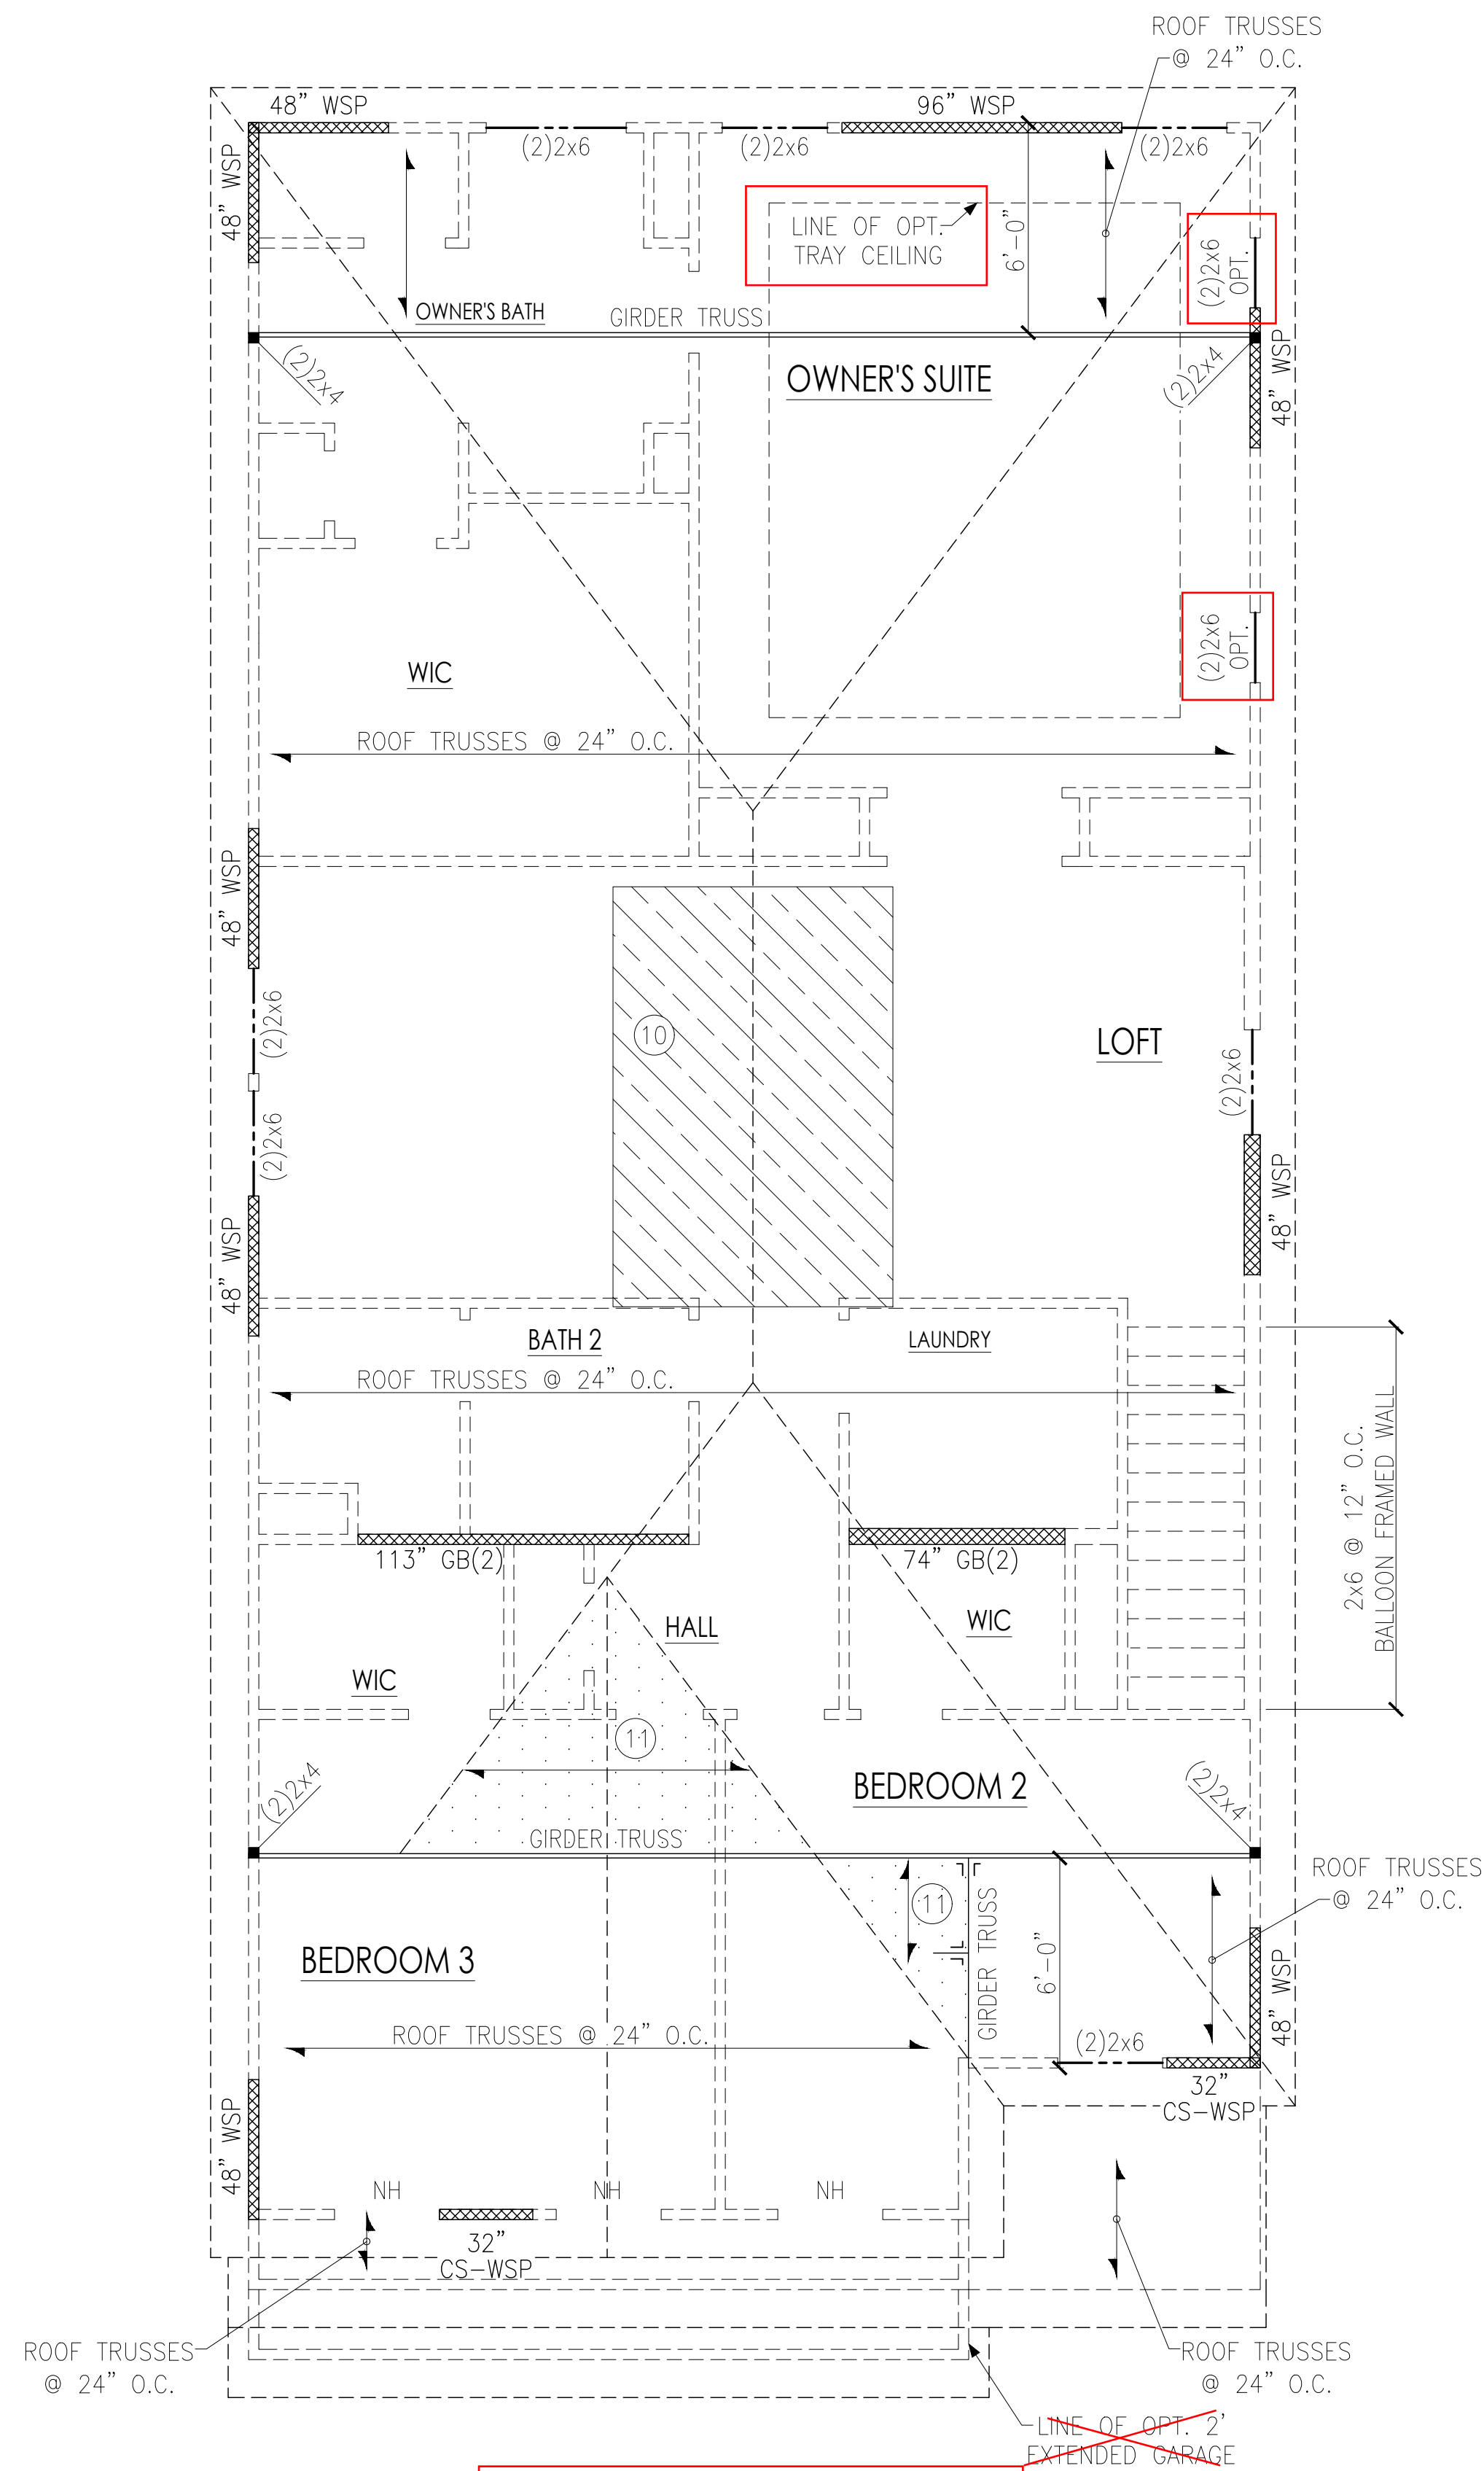 ROOF TRUSSES
@ 24" O.C.
48" WSP
96" WSP
(2)2x6
(2)2x6
(2)2x6
48" WSP
LINE OF OPT.
TRAY CEILING
6'-0"
(2)2x6
OPT.
OWNER'S BATH
GIRDER TRUSS
(2)2x4
OWNER'S SUITE
(2)2x4
48" WSP
(2)2x6
OPT.
WIC
ROOF TRUSSES @ 24" O.C.
48" WSP
(2)2x6
10
LOFT
(2)2x6
(2)2x6
48" WSP
48" WSP
BATH 2
LAUNDRY
ROOF TRUSSES @ 24" O.C.
2x6 @ 12" O.C.
BALLOON FRAMED WALL
113" GB(2)
74" GB(2)
HALL
WIC
WIC
11
(2)2x4
BEDROOM 2
(2)2x4
GIRDER TRUSS
ROOF TRUSSES
@ 24" O.C.
11
GIRDER TRUSS
6'-0"
BEDROOM 3
48" WSP
ROOF TRUSSES @ 24" O.C.
(2)2x6
32"
CS-WSP
48" WSP
NH
NH
NH
32"
CS-WSP
ROOF TRUSSES
@ 24" O.C.
ROOF TRUSSES
@ 24" O.C.
LINE OF OPT. 2'
EXTENDED GARAGE